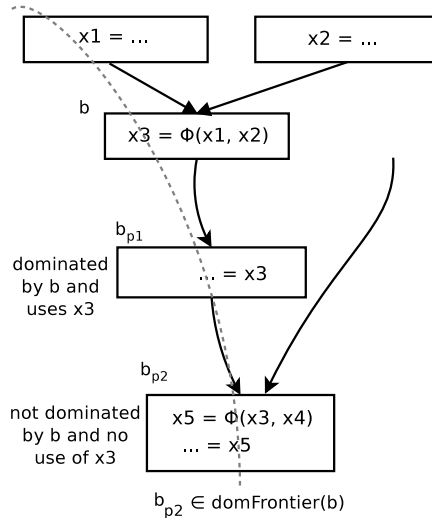 x1 = ...
x2 = ...
b
x3 = Φ(x1, x2)
b_p1
dominated
by b and
uses x3
... = x3
b_p2
not dominated
by b and no
use of x3
x5 = Φ(x3, x4)
... = x5
b_p2 ∈ domFrontier(b)